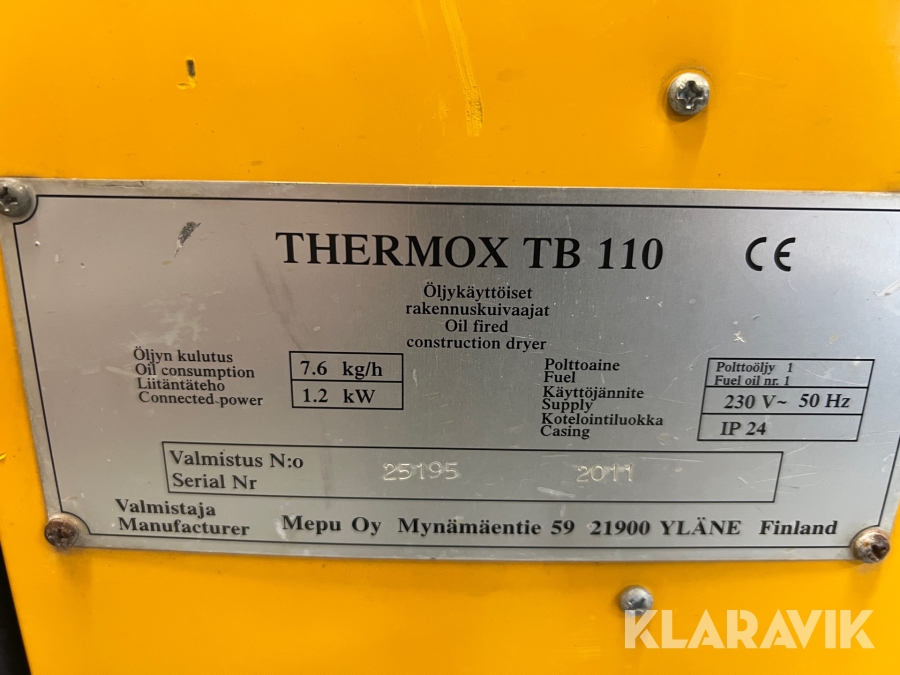 THERMOX TB 110 CE
Öljykäyttöiset
rakennuskuivaajat
Oil fired
construction dryer
Öljyn kulutus
Oil consumption
7.6 kg/h
Liitäntäteho
Connected power
1.2 kW
Polttoaine
Fuel
Polttoöljy 1
Fuel oil nr. 1
Käyttöjännite
Supply
230 V~ 50 Hz
Kotelointiluokka
Casing
IP 24
Valmistus N:o
Serial Nr
25195 2011
Valmistaja
Manufacturer
Mepu Oy Mynämäentie 59 21900 YLÄNE Finland
KLARAVIK